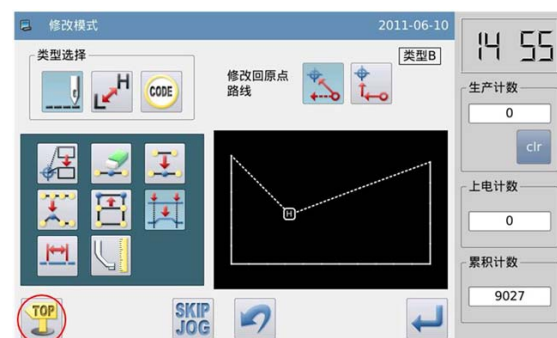 修改模式
2011-06-10
14 55
类型选择
类型B
H
CODE
修改回原点
路线
生产计数
0
clr
上电计数
0
H
累积计数
9027
TOP
SKIP
JOG